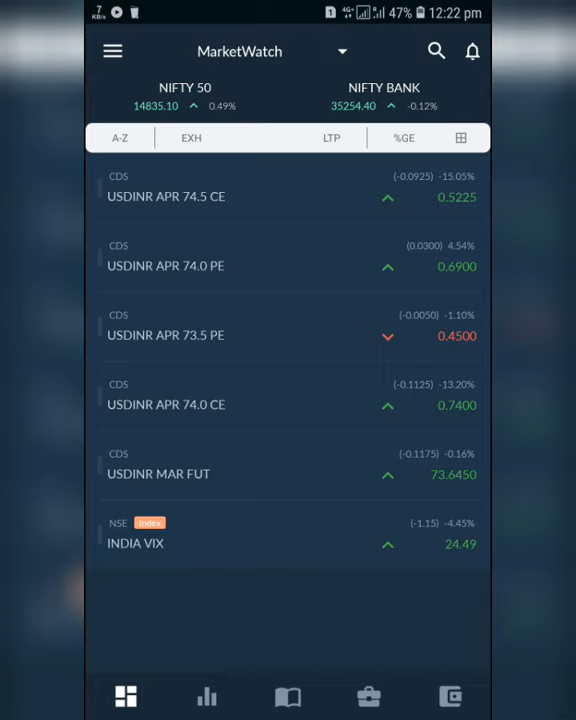 7
KB/s
1 4G+ 47% 12:22 pm
MarketWatch
NIFTY 50
14835.10 0.49%
NIFTY BANK
35254.40 -0.12%
A-Z EXH LTP %GE
CDS (-0.0925) -15.05%
USDINR APR 74.5 CE 0.5225
CDS (0.0300) 4.54%
USDINR APR 74.0 PE 0.6900
CDS (-0.0050) -1.10%
USDINR APR 73.5 PE 0.4500
CDS (-0.1125) -13.20%
USDINR APR 74.0 CE 0.7400
CDS (-0.1175) -0.16%
USDINR MAR FUT 73.6450
NSE Index (-1.15) -4.45%
INDIA VIX 24.49